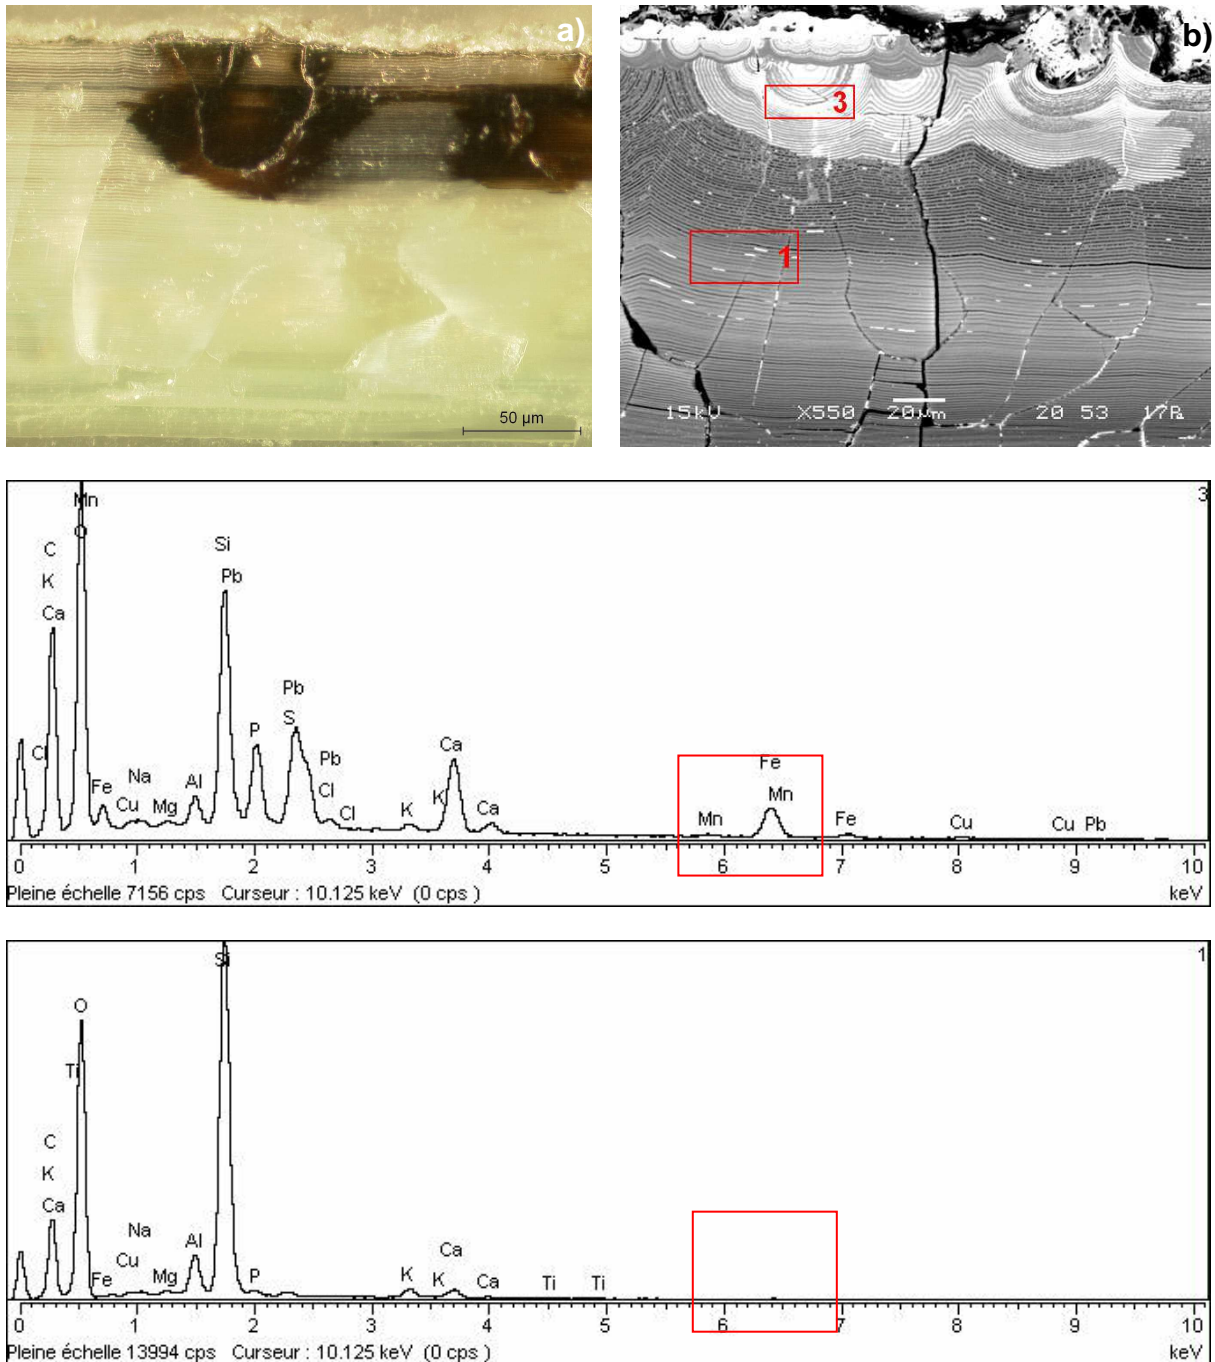 a)
50 µm
b)
3
1
15kV X550 20µm 20 53 17R
3
Mn
O
C
K
Ca
Si
Pb
Pb
S
P
Pb
Cl
Cl
Cl
Fe
Na
Cu
Mg
Al
K
K
Ca
Ca
Fe
Mn
Mn
Fe
Cu
Cu Pb
0 1 2 3 4 5 6 7 8 9 10
Pleine échelle 7156 cps Curseur : 10.125 keV (0 cps )
keV
1
Si
O
Ti
C
K
Ca
Na
Cu
Fe
Mg
Al
P
K
Ca
K
Ca
Ti
Ti
0 1 2 3 4 5 6 7 8 9 10
Pleine échelle 13994 cps Curseur : 10.125 keV (0 cps )
keV